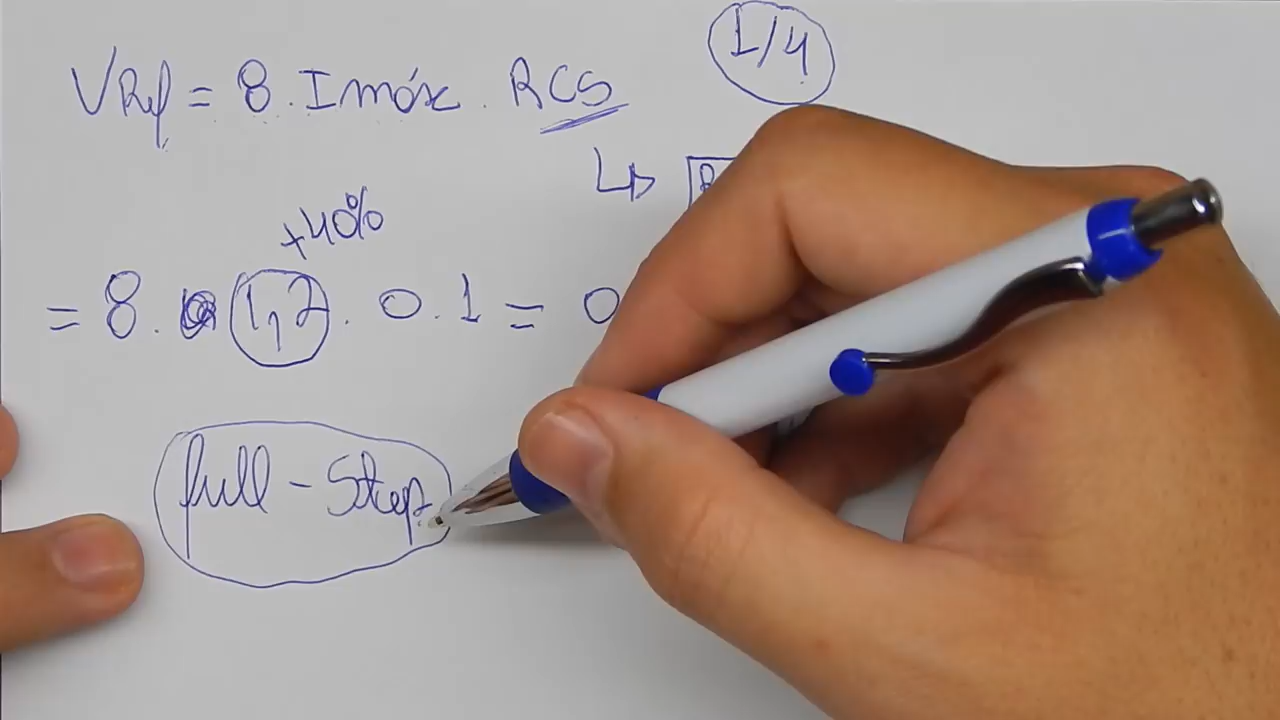 1/4
VRef = 8 . Imáx . RCS
↳ R
+40%
= 8 . 1,2 . 0.1 = 0
full - Step